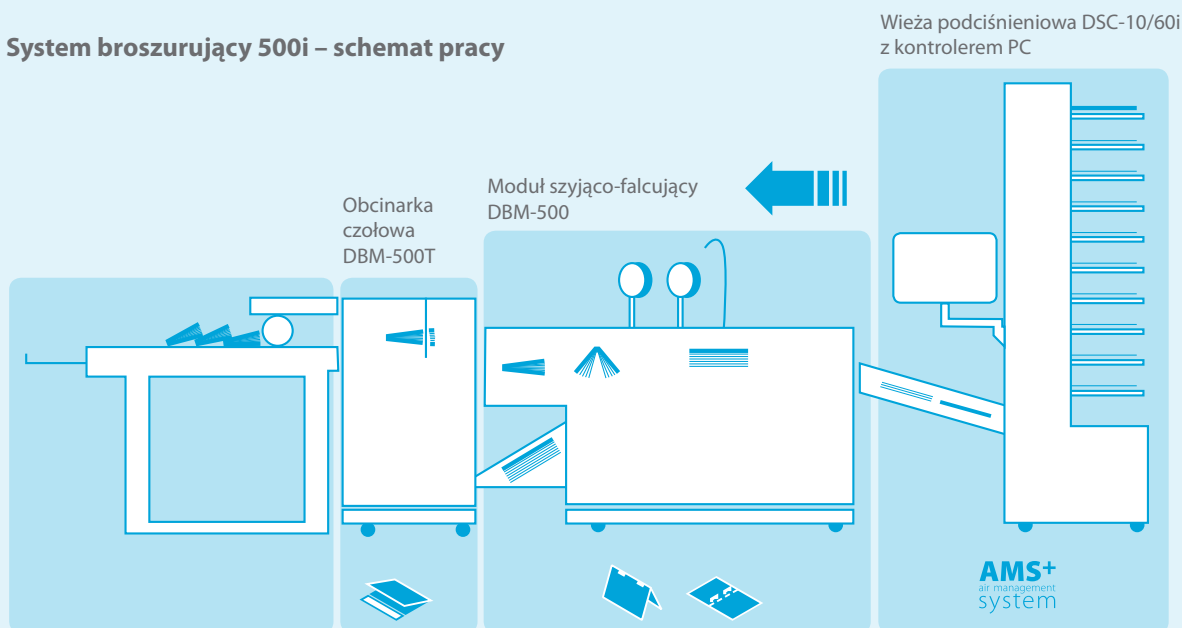 Wieża podciśnieniowa DSC-10/60i
z kontrolerem PC
System broszurujący 500i – schemat pracy
Moduł szyjąco-falcujący
DBM-500
Obcinarka
czołowa
DBM-500T
AMS+
air management
system